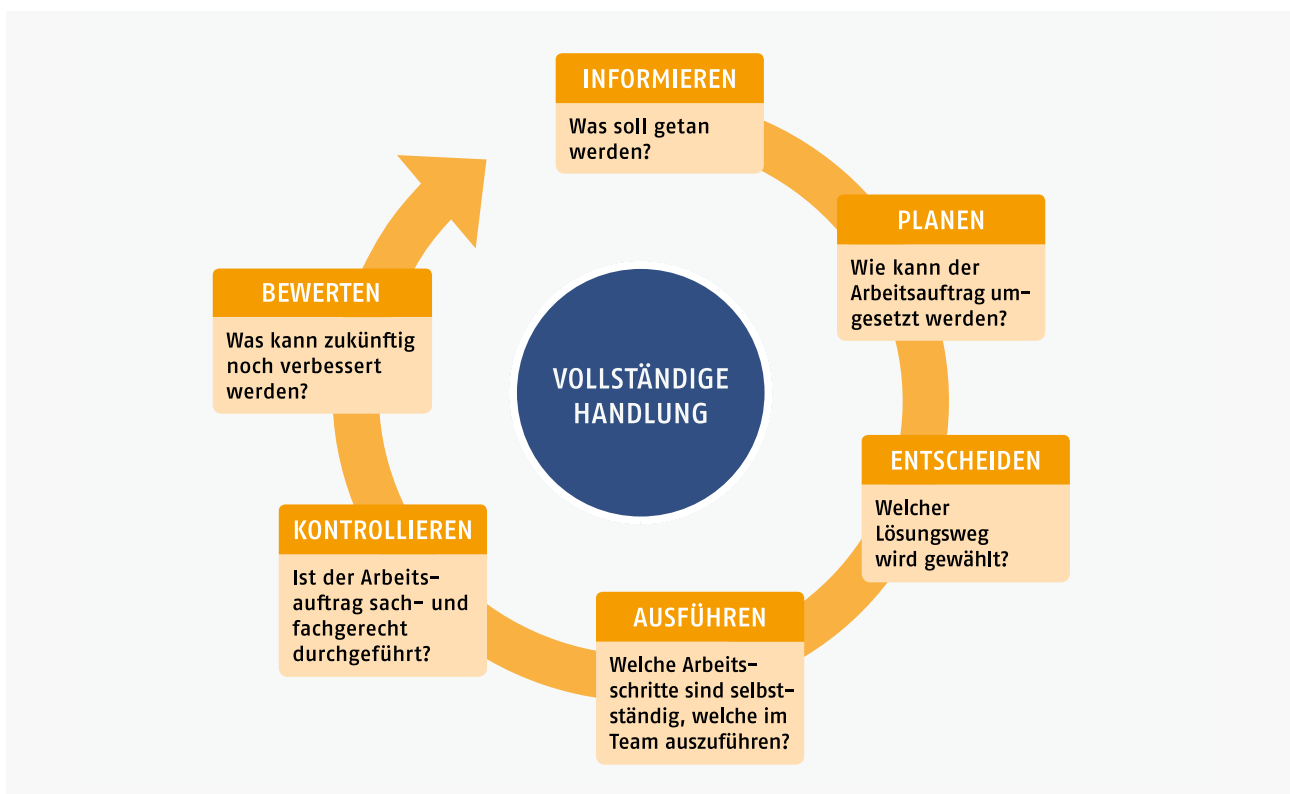 INFORMIEREN
Was soll getan
werden?
PLANEN
Wie kann der
Arbeitsauftrag um-
gesetzt werden?
ENTSCHEIDEN
Welcher
Lösungsweg
wird gewählt?
AUSFÜHREN
Welche Arbeits-
schritte sind selbst-
ständig, welche im
Team auszuführen?
KONTROLLIEREN
Ist der Arbeits-
auftrag sach- und
fachgerecht
durchgeführt?
BEWERTEN
Was kann zukünftig
noch verbessert
werden?
VOLLSTÄNDIGE
HANDLUNG